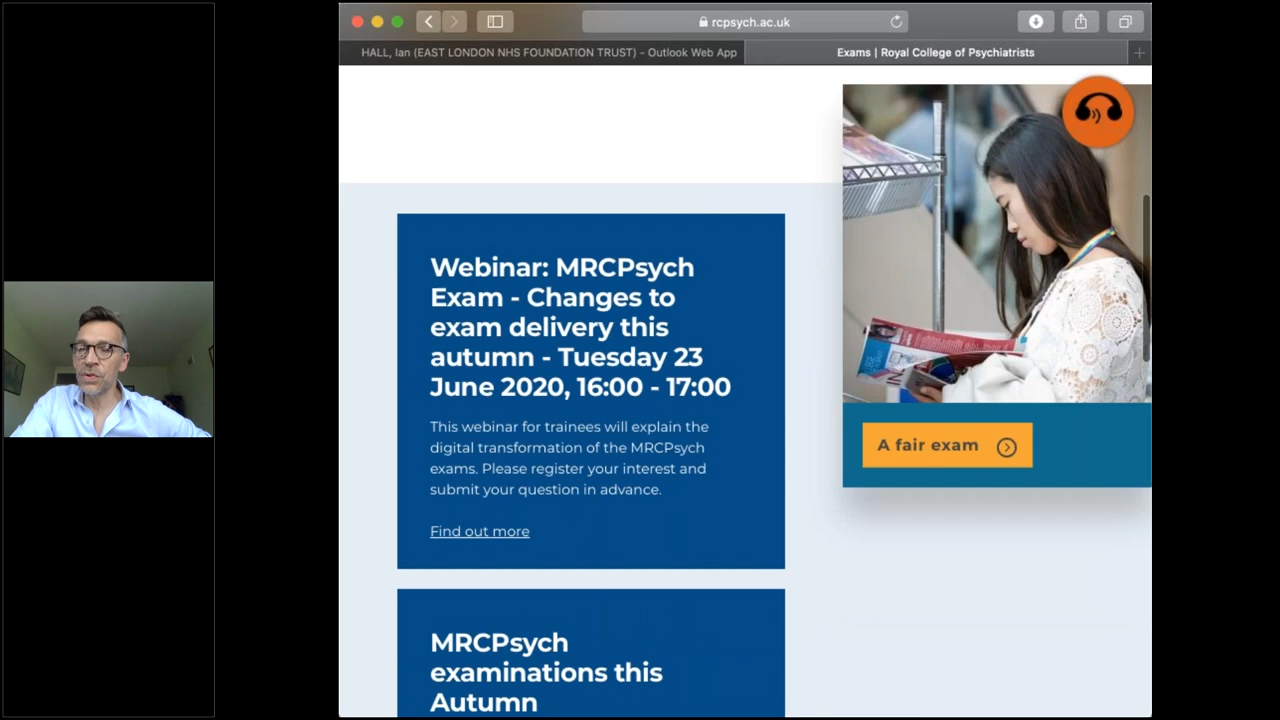 rcpsych.ac.uk
HALL, Ian (EAST LONDON NHS FOUNDATION TRUST) - Outlook Web App
Exams | Royal College of Psychiatrists
Webinar: MRCPsych
Exam - Changes to
exam delivery this
autumn - Tuesday 23
June 2020, 16:00 - 17:00
This webinar for trainees will explain the
digital transformation of the MRCPsych
exams. Please register your interest and
submit your question in advance.
Find out more
A fair exam
MRCPsych
examinations this
Autumn